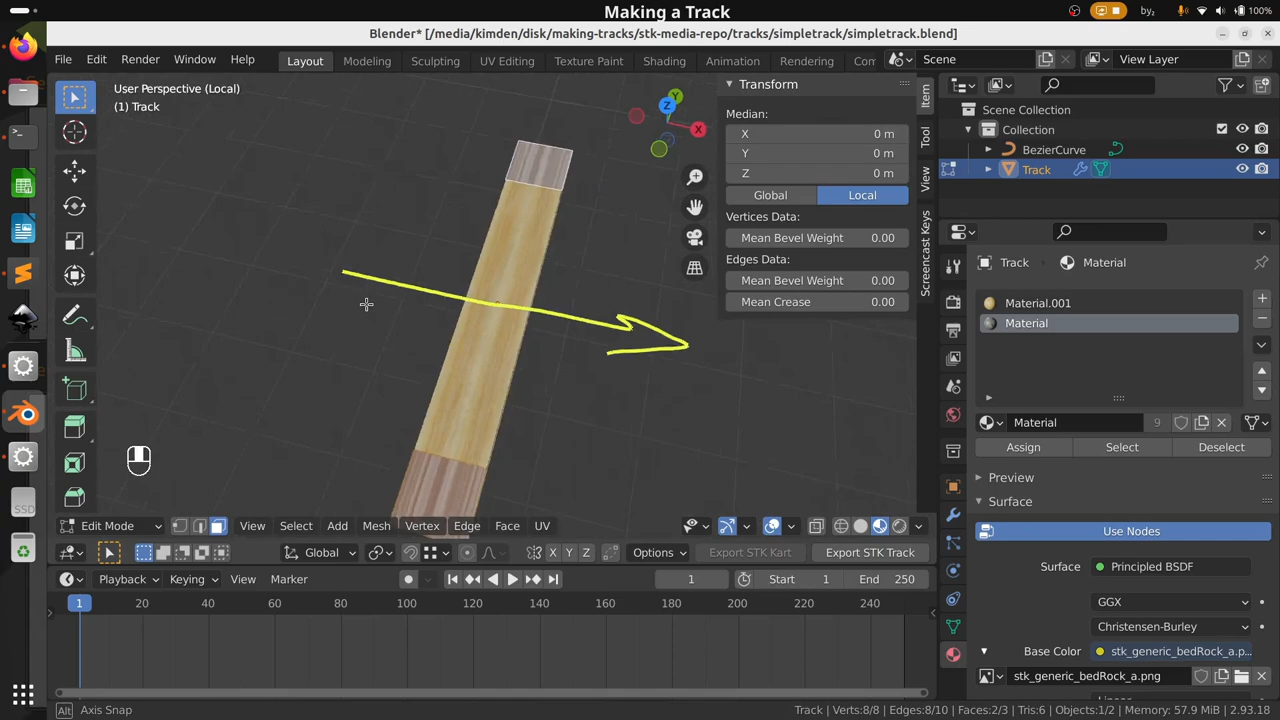 Making a Track
by₂
100%
Blender* [/media/kimden/disk/making-tracks/stk-media-repo/tracks/simpletrack/simpletrack.blend]
File Edit Render Window Help Layout Modeling Sculpting UV Editing Texture Paint Shading Animation Rendering Com Scene View Layer
User Perspective (Local)
(1) Track
Y
Z
X
Transform
Median:
X 0 m
Y 0 m
Z 0 m
Global Local
Vertices Data:
Mean Bevel Weight 0.00
Edges Data:
Mean Bevel Weight 0.00
Mean Crease 0.00
Item
Tool
View
Screencast Keys
Scene Collection
Collection
BezierCurve
Track
Track Material
Material.001
Material
Material 9
Assign Select Deselect
Preview
Surface
Use Nodes
Surface Principled BSDF
GGX
Christensen-Burley
Base Color stk_generic_bedRock_a.p...
stk_generic_bedRock_a.png
SSD
Edit Mode View Select Add Mesh Vertex Edge Face UV
Global X Y Z Options Export STK Kart Export STK Track
Playback Keying View Marker 1 Start 1 End 250
1 20 40 60 80 100 120 140 160 180 200 220 240
Alt Axis Snap
Track | Verts:8/8 | Edges:8/10 | Faces:2/3 | Tris:6 | Objects:1/2 | Memory: 57.9 MiB | 2.93.18